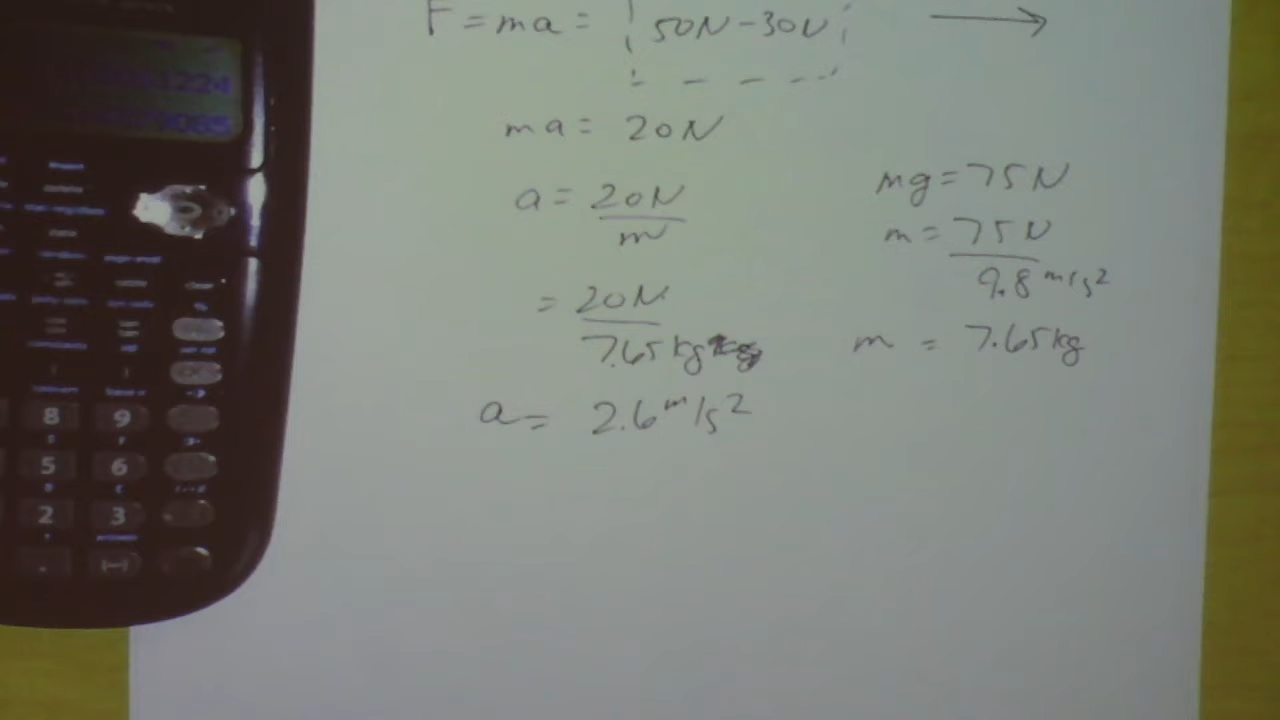 F = ma = 50N - 30N →
ma = 20N
a = 20N / m
= 20N / 7.65 kg
a = 2.6 m/s²
mg = 75N
m = 75N / 9.8 m/s²
m = 7.65 kg
1224
8 9
5 6
2 3